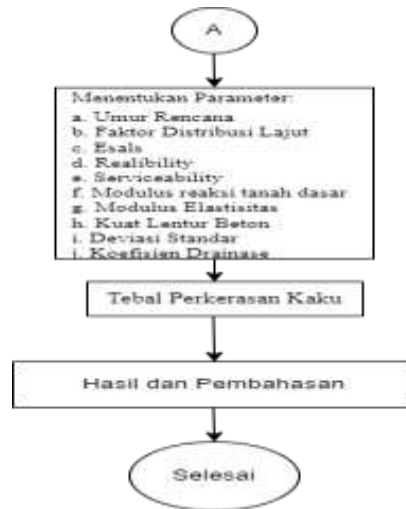 A
Menentukan Parameter:
a. Umur Rencana
b. Faktor Distribusi Lajut
c. Esals
d. Realibility
e. Serviceability
f. Modulus reaksi tanah dasar
g. Modulus Elastisitas
h. Kuat Lentur Beton
i. Deviasi Standar
j. Koefisien Drainase
Tebal Perkerasan Kaku
Hasil dan Pembahasan
Selesai